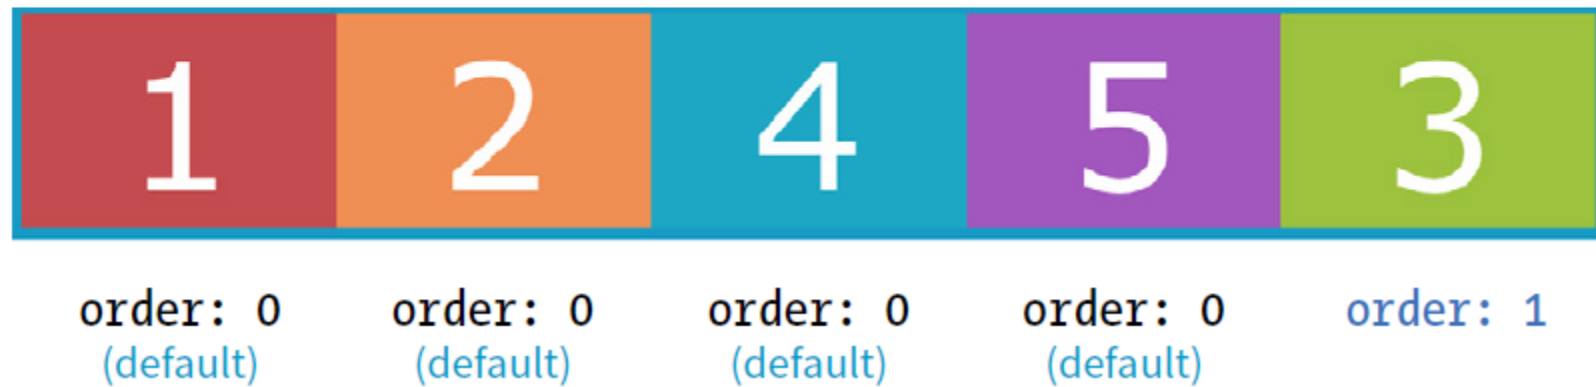 1 2 4 5 3
order: 0 order: 0 order: 0 order: 0 order: 1
(default) (default) (default) (default)